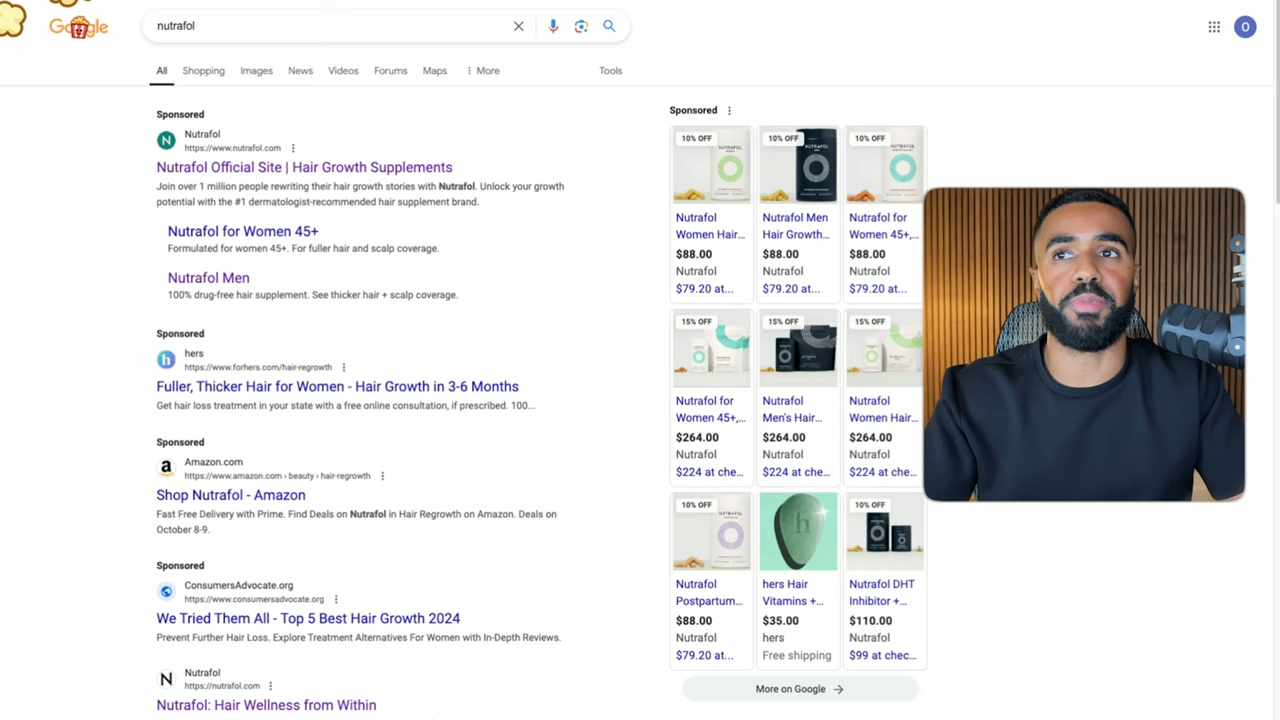 Google
nutrafol
All
Shopping
Images
News
Videos
Forums
Maps
More
Tools
O
Sponsored
N
Nutrafol
https://www.nutrafol.com
Nutrafol Official Site | Hair Growth Supplements
Join over 1 million people rewriting their hair growth stories with Nutrafol. Unlock your growth
potential with the #1 dermatologist-recommended hair supplement brand.
Nutrafol for Women 45+
Formulated for women 45+. For fuller hair and scalp coverage.
Nutrafol Men
100% drug-free hair supplement. See thicker hair + scalp coverage.
Sponsored
h
hers
https://www.forhers.com/hair-regrowth
Fuller, Thicker Hair for Women - Hair Growth in 3-6 Months
Get hair loss treatment in your state with a free online consultation, if prescribed. 100...
Sponsored
a
Amazon.com
https://www.amazon.com › beauty › hair-regrowth
Shop Nutrafol - Amazon
Fast Free Delivery with Prime. Find Deals on Nutrafol in Hair Regrowth on Amazon. Deals on
October 8-9.
Sponsored
ConsumersAdvocate.org
https://www.consumersadvocate.org
We Tried Them All - Top 5 Best Hair Growth 2024
Prevent Further Hair Loss. Explore Treatment Alternatives For Women with In-Depth Reviews.
N
Nutrafol
https://nutrafol.com
Nutrafol: Hair Wellness from Within
Sponsored
10% OFF
NUTRAFOL
Nutrafol
Women Hair...
$88.00
Nutrafol
$79.20 at...
10% OFF
NUTRAFOL
Nutrafol Men
Hair Growth...
$88.00
Nutrafol
$79.20 at...
10% OFF
NUTRAFOL
Nutrafol for
Women 45+,...
$88.00
Nutrafol
$79.20 at...
15% OFF
Nutrafol for
Women 45+,...
$264.00
Nutrafol
$224 at che...
15% OFF
Nutrafol
Men's Hair...
$264.00
Nutrafol
$224 at che...
15% OFF
Nutrafol
Women Hair...
$264.00
Nutrafol
$224 at che...
10% OFF
NUTRAFOL
Nutrafol
Postpartum...
$88.00
Nutrafol
$79.20 at...
h
hers Hair
Vitamins +...
$35.00
hers
Free shipping
10% OFF
Nutrafol DHT
Inhibitor +...
$110.00
Nutrafol
$99 at chec...
More on Google